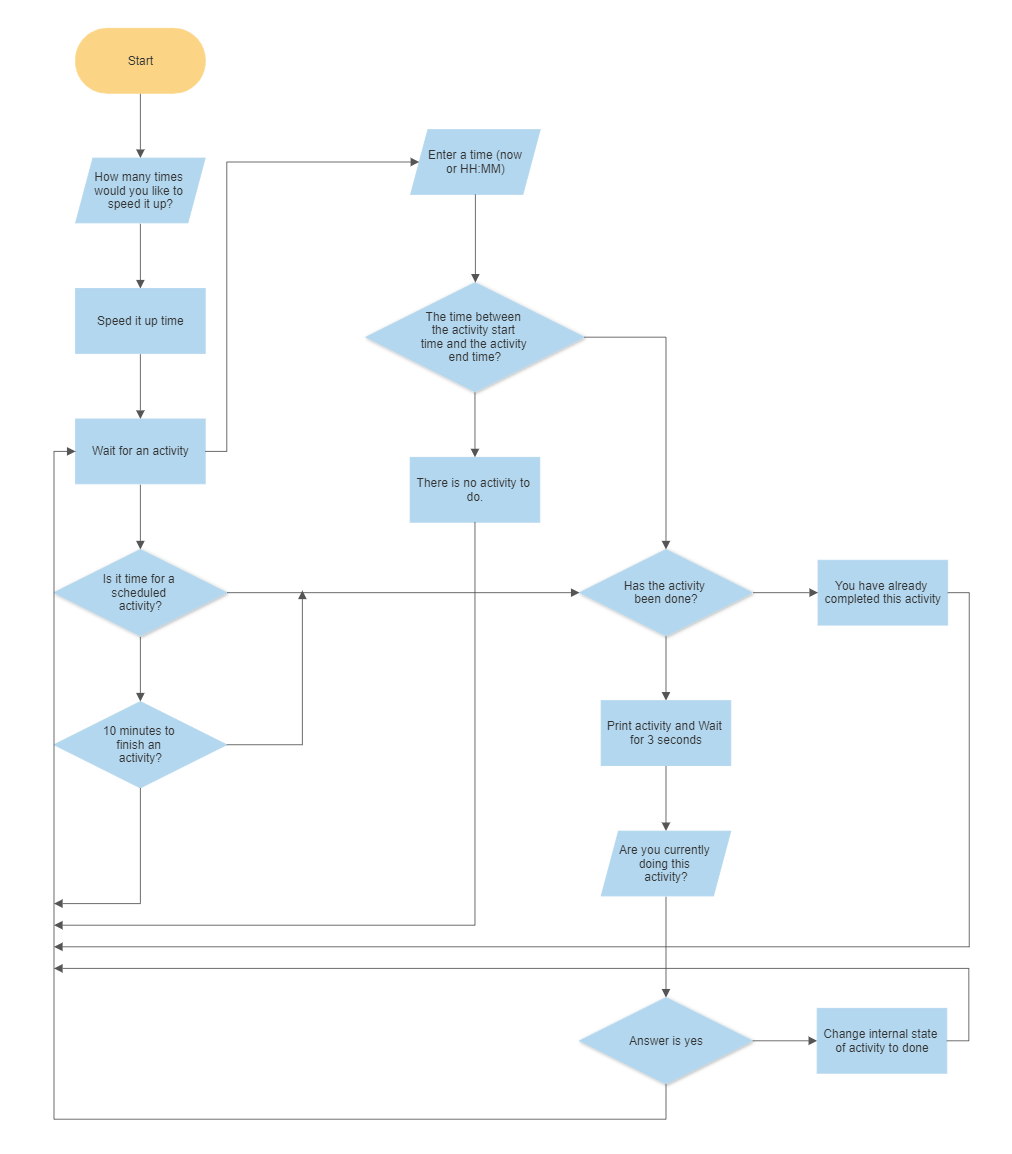 Start
How many times
would you like to
speed it up?
Speed it up time
Wait for an activity
Is it time for a
scheduled
activity?
10 minutes to
finish an
activity?
Enter a time (now
or HH:MM)
The time between
the activity start
time and the activity
end time?
There is no activity to
do.
Has the activity
been done?
You have already
completed this activity
Print activity and Wait
for 3 seconds
Are you currently
doing this
activity?
Answer is yes
Change internal state
of activity to done